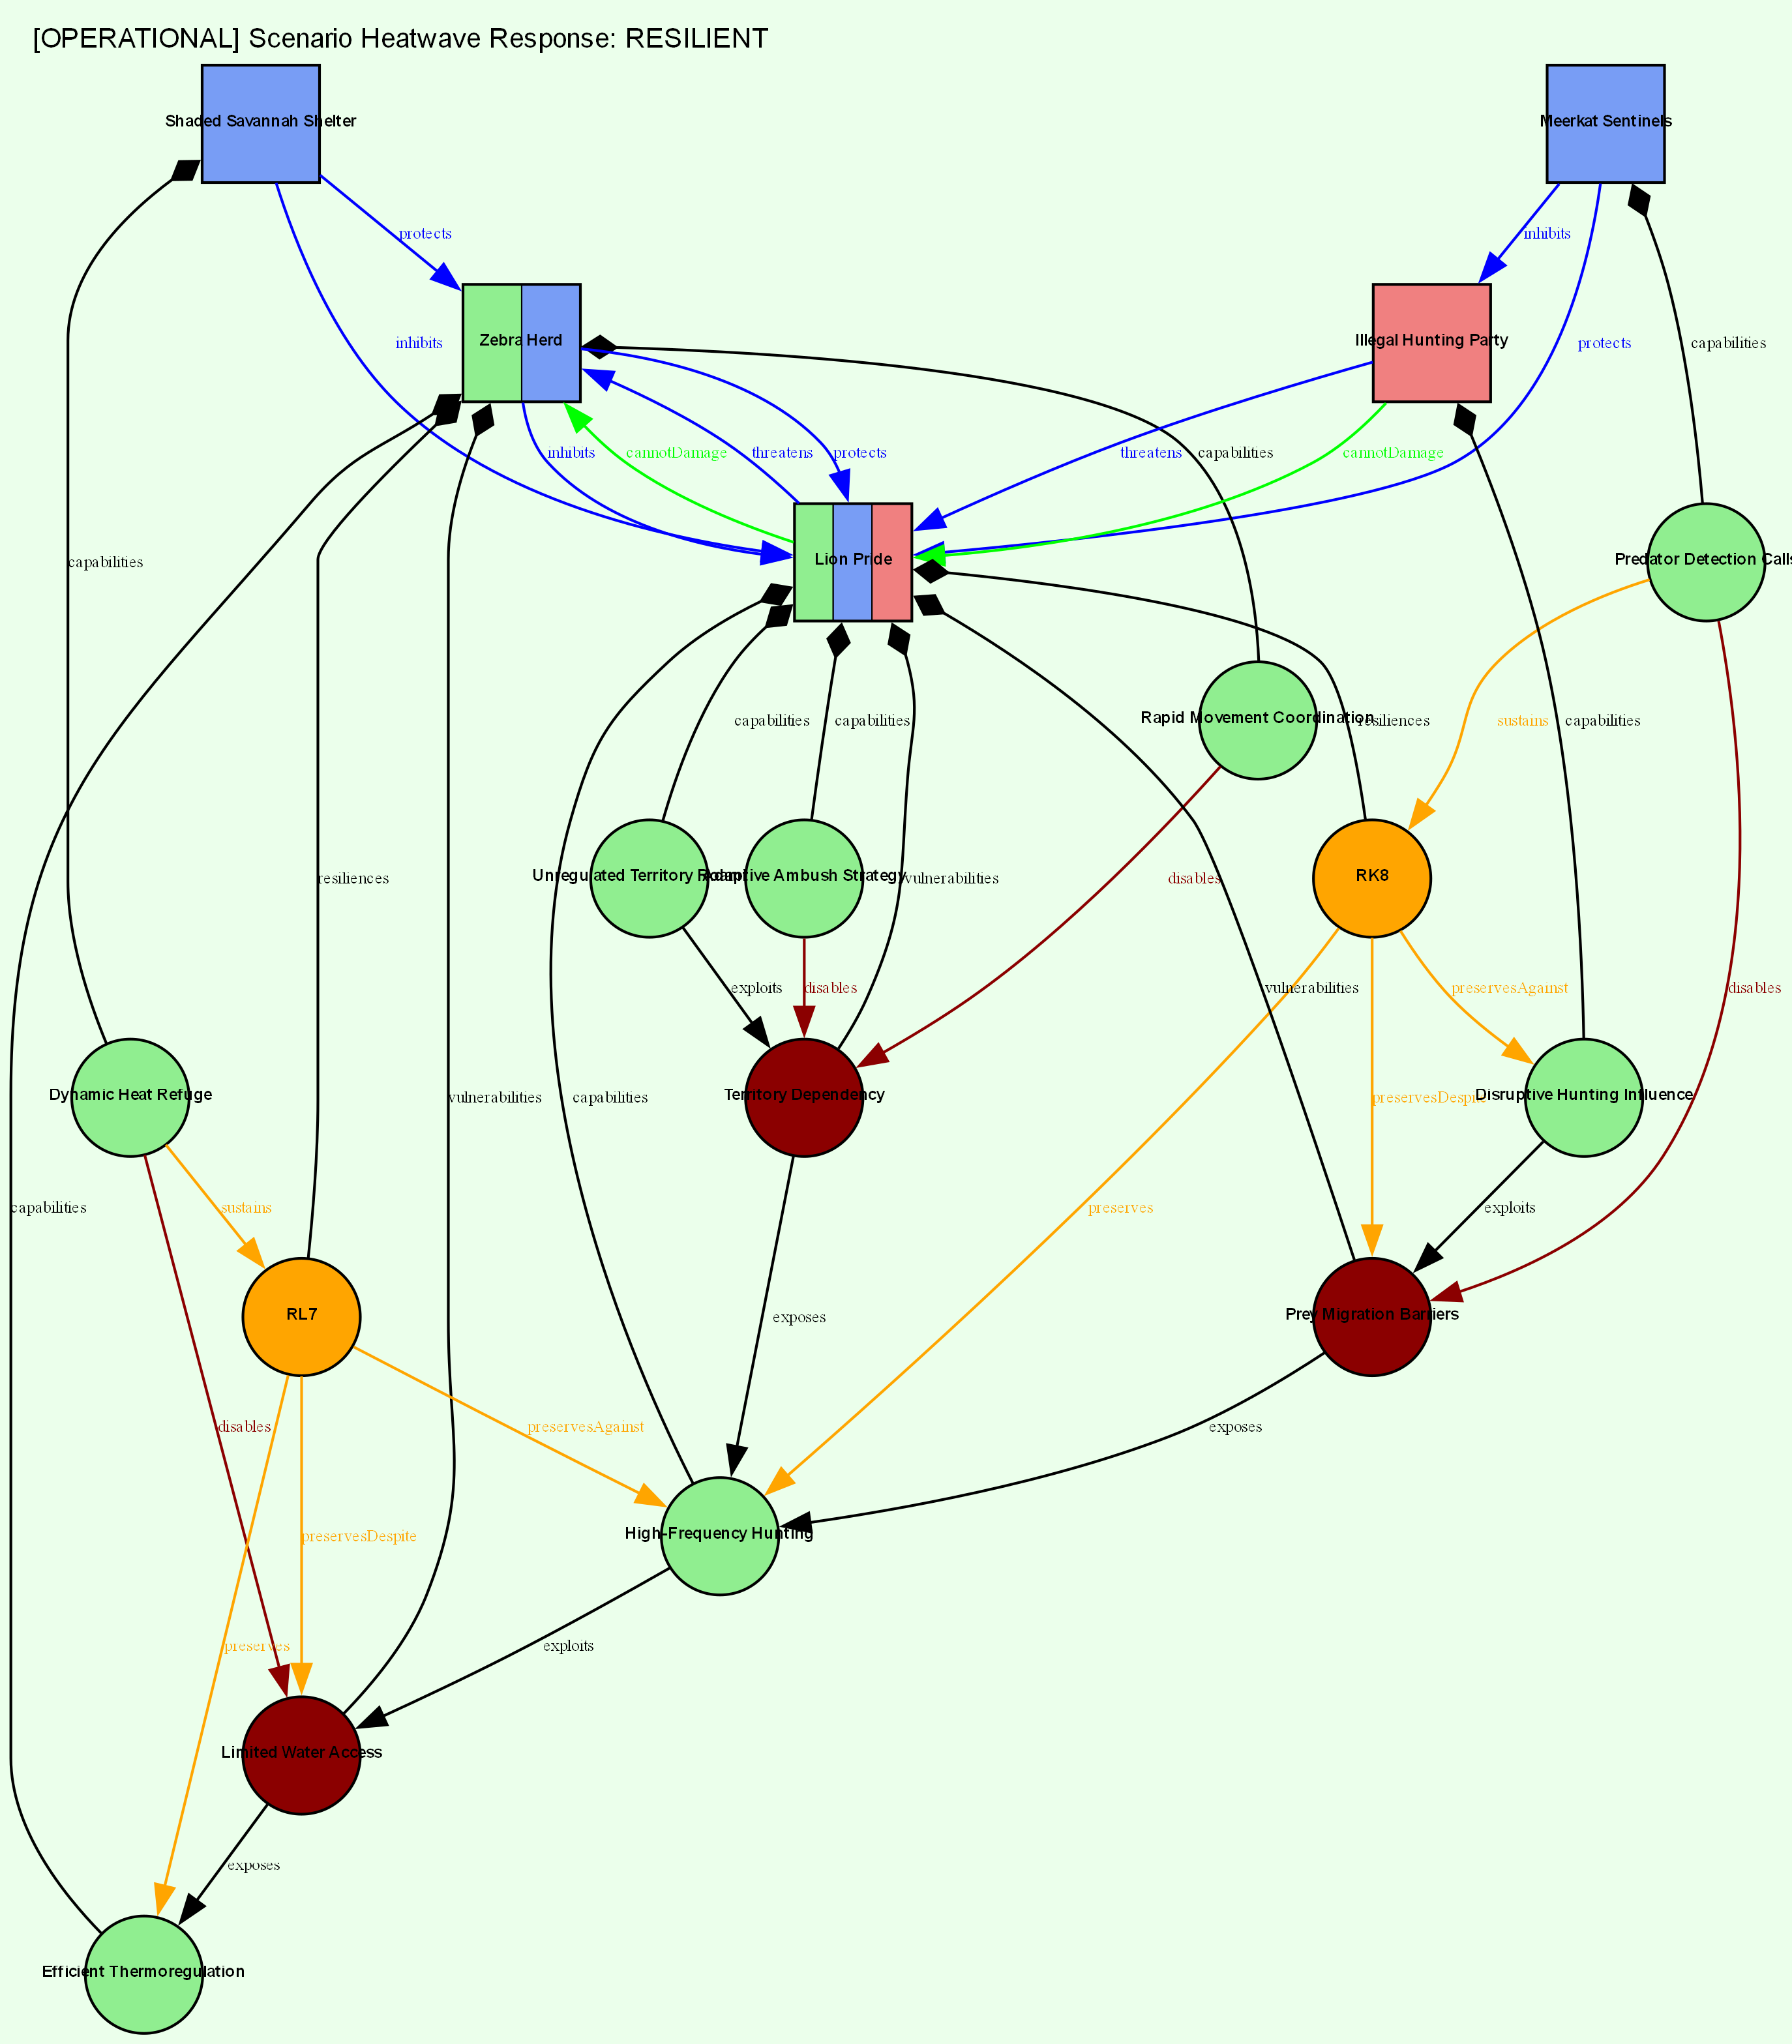 [OPERATIONAL] Scenario Heatwave Response: RESILIENT
Shaded Savannah Shelter
Meerkat Sentinels
protects
inhibits
Zebra Herd
Illegal Hunting Party
inhibits
protects
capabilities
inhibits
cannotDamage
threatens
protects
threatens
capabilities
cannotDamage
capabilities
Lion Pride
Predator Detection Calls
capabilities
capabilities
Rapid Movement Coordination
resiliences
sustains
capabilities
resiliences
Unregulated Territory
Adaptive Ambush Strategy
vulnerabilities
disables
RK8
exploits
disables
vulnerabilities
preservesAgainst
disables
Dynamic Heat Refuge
vulnerabilities
capabilities
Territory Dependency
preservesDespite
Disruptive Hunting Influence
capabilities
sustains
preserves
exploits
RL7
exposes
Prey Migration Barriers
disables
preservesAgainst
exposes
preservesDespite
High-Frequency Hunting
preserves
exploits
Limited Water Access
exposes
Efficient Thermoregulation